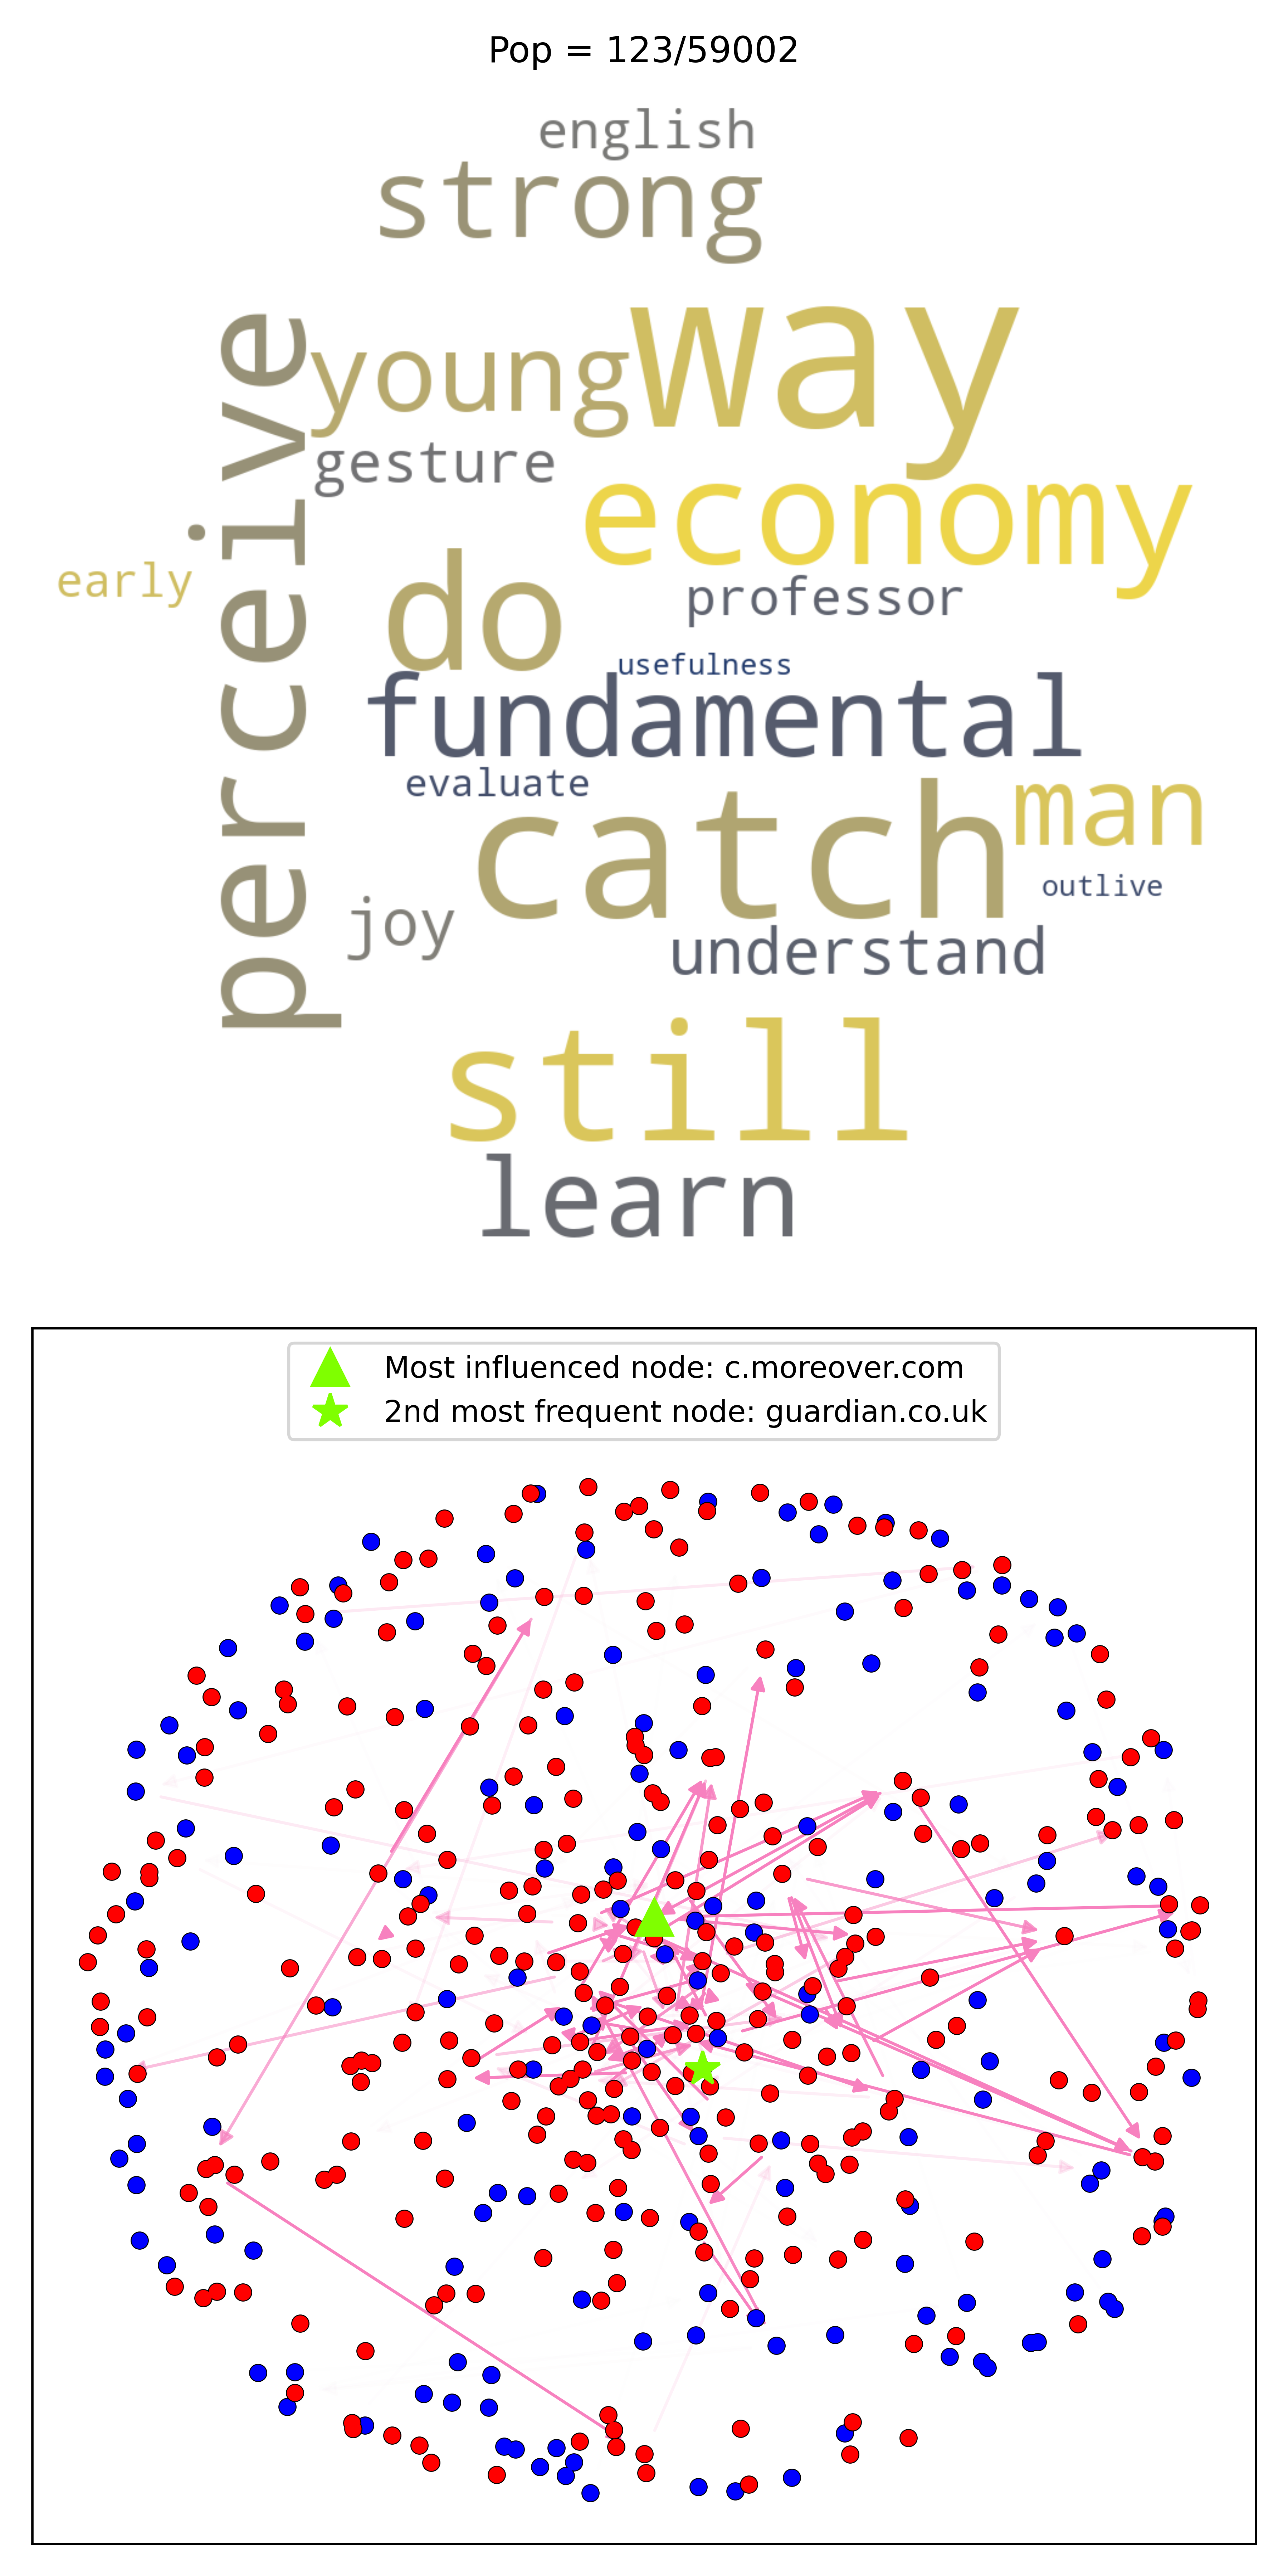 Pop = 123/59002
english
strong
way
young
perceive
gesture
economy
early
do
professor
usefulness
fundamental
evaluate
man
catch
outlive
joy
understand
still
learn
Most influenced node: c.moreover.com
2nd most frequent node: guardian.co.uk